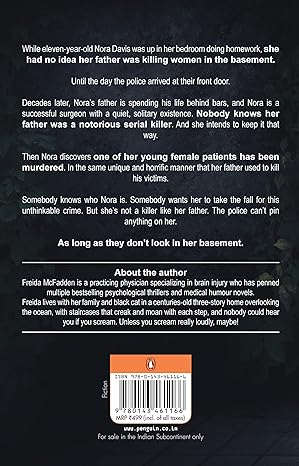 While eleven-year-old Nora Davis was up in her bedroom doing homework, she
had no idea her father was killing women in the basement.
Until the day the police arrived at their front door.
Decades later, Nora's father is spending his life behind bars, and Nora is
a successful surgeon with a quiet, solitary existence. Nobody knows her
father was a notorious serial killer. And she intends to keep it that
way.
Then Nora discovers one of her young female patients has been
murdered. In the same unique and horrific manner that her father used to kill
his victims.
Somebody knows who Nora is. Somebody wants her to take the fall for this
unthinkable crime. But she's not a killer like her father. The police can't pin
anything on her.
As long as they don't look in her basement.
About the author
Freida McFadden is a practicing physician specializing in brain injury who has penned
multiple bestselling psychological thrillers and medical humour novels.
Freida lives with her family and black cat in a centuries-old three-story home overlooking
the ocean, with staircases that creak and moan with each step, and nobody could hear
you if you scream. Unless you scream really loudly, maybe!
Fiction
ISBN 978-0-143-46116-6
9 780143 461166
MRP ₹499 (incl. of all taxes)
www.penguin.co.in
For sale in the Indian Subcontinent only